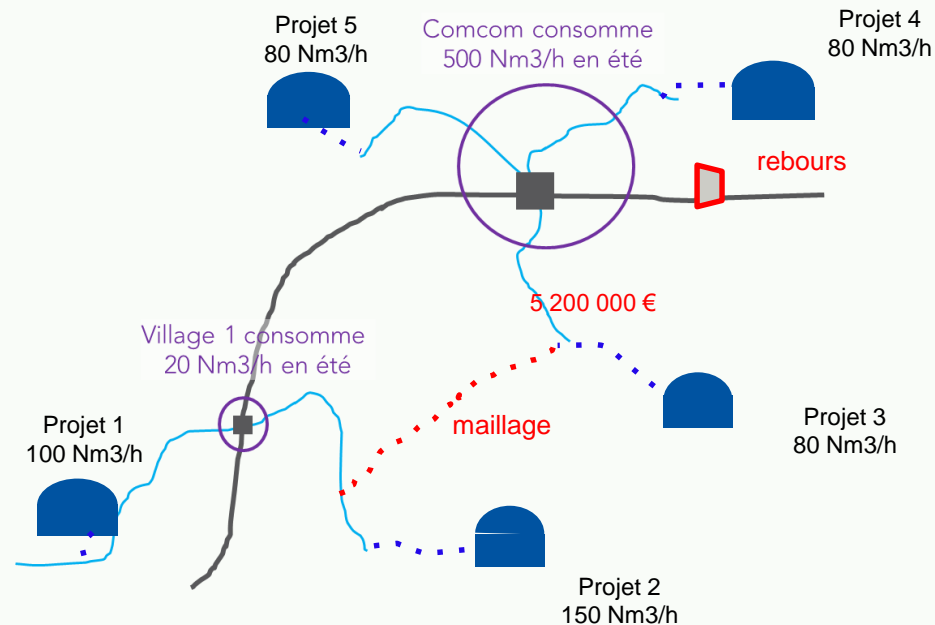 Projet 5
80 Nm3/h
Comcom consomme
500 Nm3/h en été
Projet 4
80 Nm3/h
rebours
5 200 000 €
Village 1 consomme
20 Nm3/h en été
Projet 1
100 Nm3/h
maillage
Projet 3
80 Nm3/h
Projet 2
150 Nm3/h